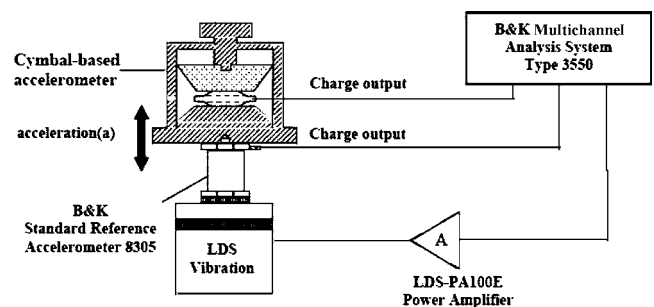 B&K Multichannel
Analysis System
Type 3550
Cymbal-based
accelerometer
Charge output
acceleration(a)
Charge output
B&K
Standard Reference
Accelerometer 8305
LDS
Vibration
A
LDS-PA100E
Power Amplifier